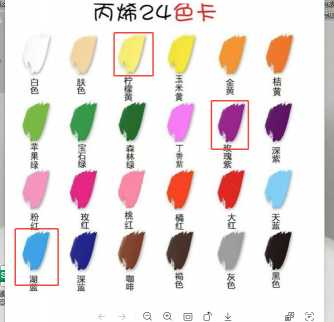 丙烯24色卡
白色 肤色 柠檬黄 玉米黄 金黄 桔黄
苹果绿 宝石绿 森林绿 丁香紫 玫瑰紫 深紫
粉红 玫红 桃红 橘红 大红 天蓝
湖蓝 深蓝 咖啡 褐色 灰色 黑色